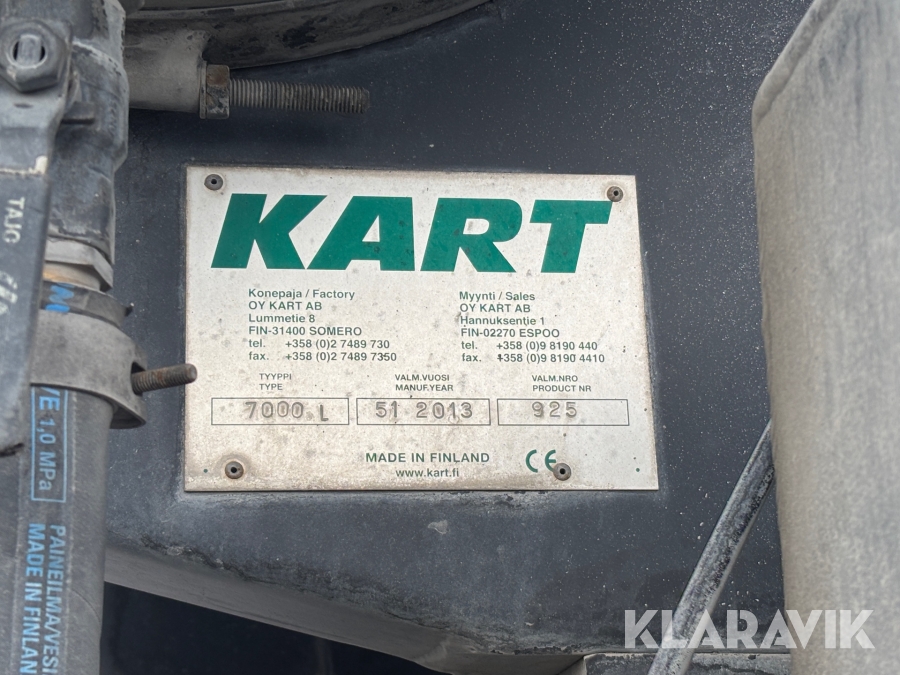 KART
Konepaja / Factory
OY KART AB
Lummetie 8
FIN-31400 SOMERO
tel. +358 (0)2 7489 730
fax. +358 (0)2 7489 7350
Myynti / Sales
OY KART AB
Hannuksentie 1
FIN-02270 ESPOO
tel. +358 (0)9 8190 440
fax. +358 (0)9 8190 4410
TYYPPI
TYPE
7000 L
VALM.VUOSI
MANUF.YEAR
51 2013
VALM.NRO
PRODUCT NR
925
MADE IN FINLAND
www.kart.fi
CE
1,0 MPa
PAINEILMA/VESI
MADE IN FINLAN
KLARAVIK